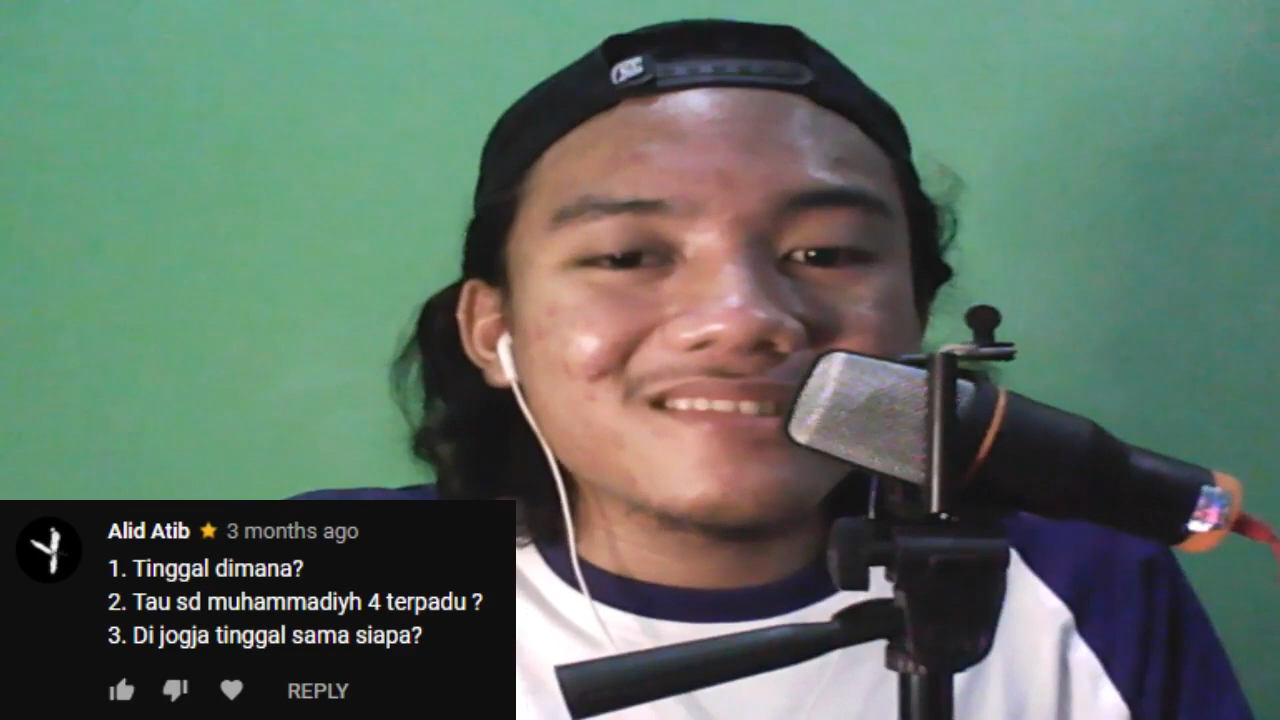 Alid Atib 3 months ago
1. Tinggal dimana?
2. Tau sd muhammadiyh 4 terpadu ?
3. Di jogja tinggal sama siapa?
REPLY